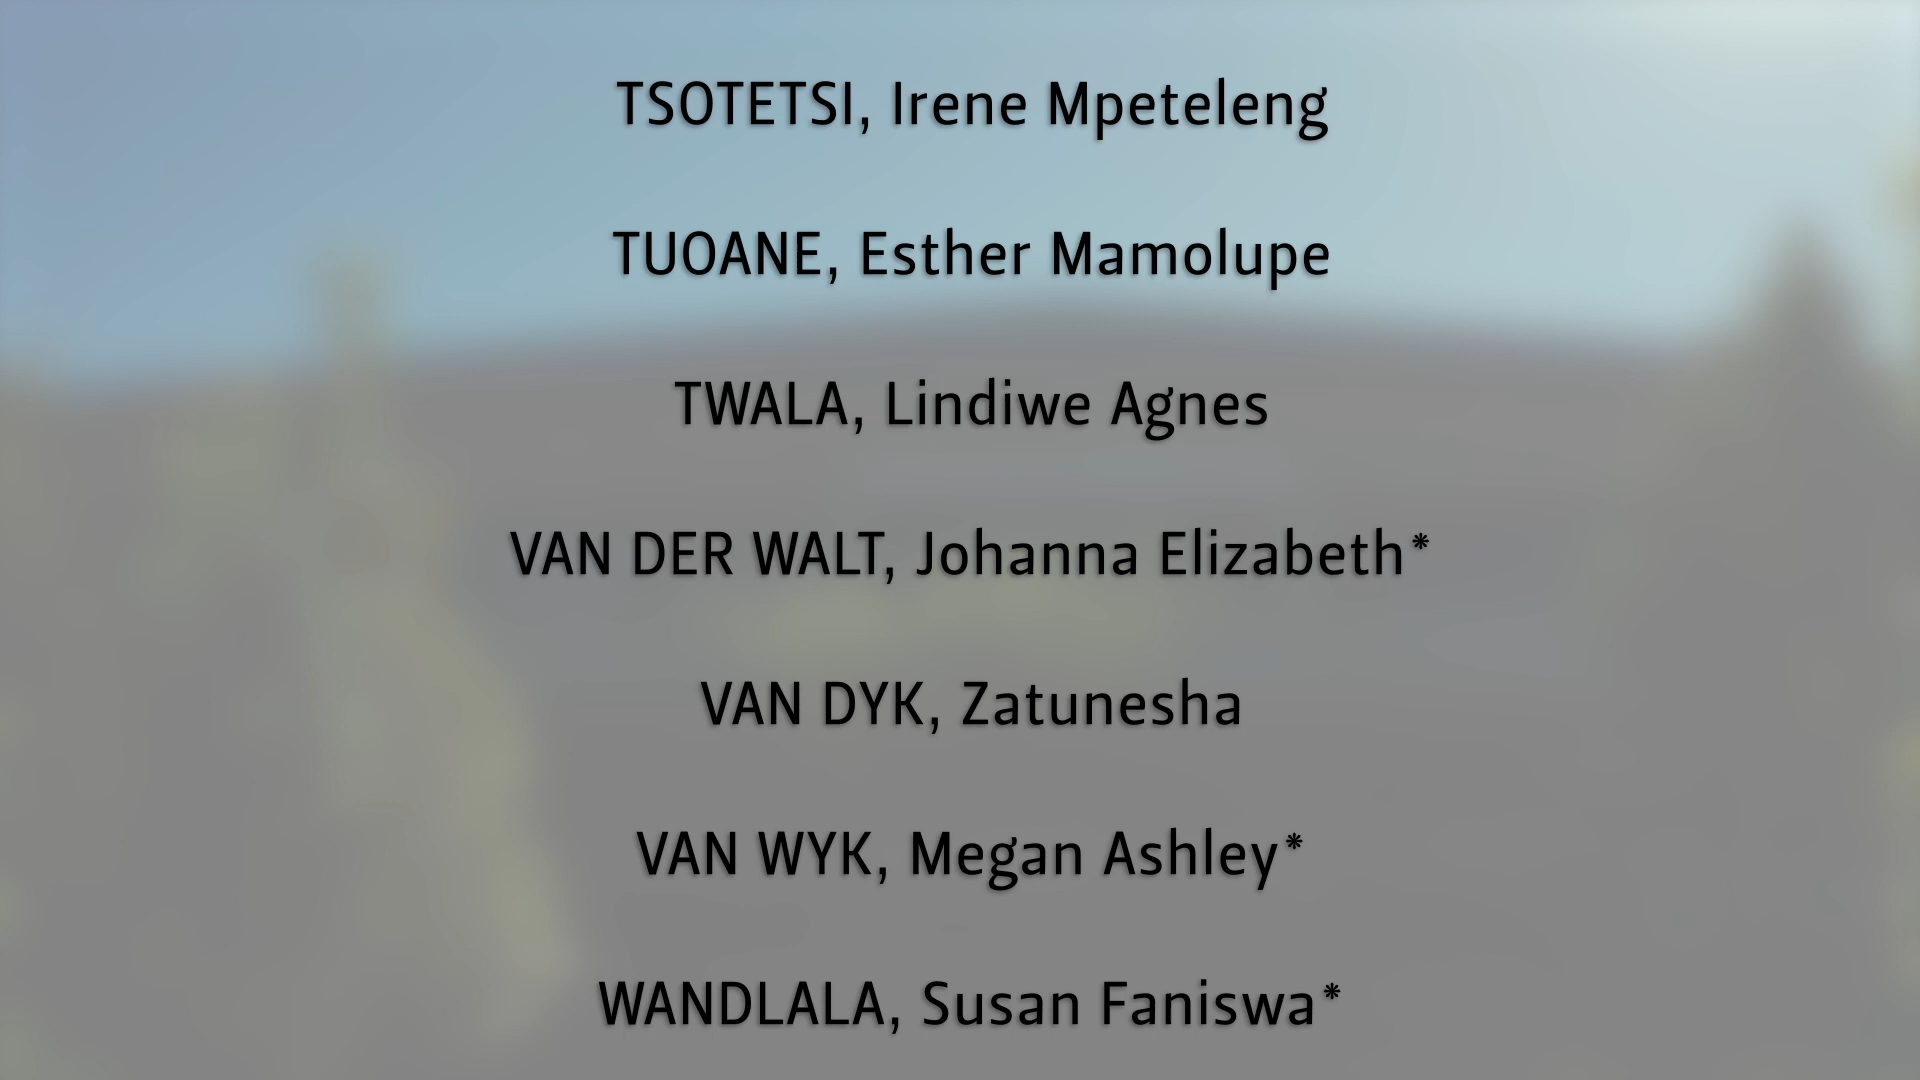 TSOTETSI, Irene Mpeteleng
TUOANE, Esther Mamolupe
TWALA, Lindiwe Agnes
VAN DER WALT, Johanna Elizabeth*
VAN DYK, Zatunesha
VAN WYK, Megan Ashley*
WANDLALA, Susan Faniswa*